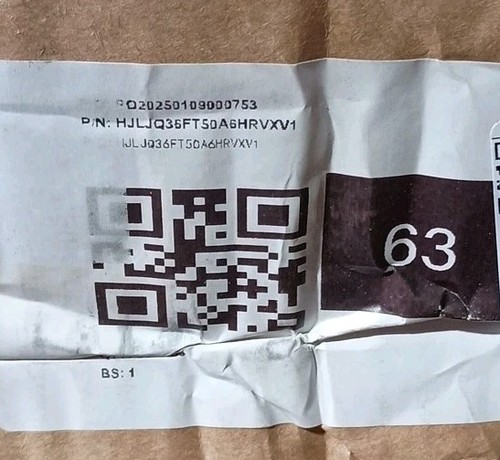 PO20250109000753
P/N: HJLJQ36FT50A6HRVXV1
HJLJQ36FT50A6HRVXV1
63
BS: 1